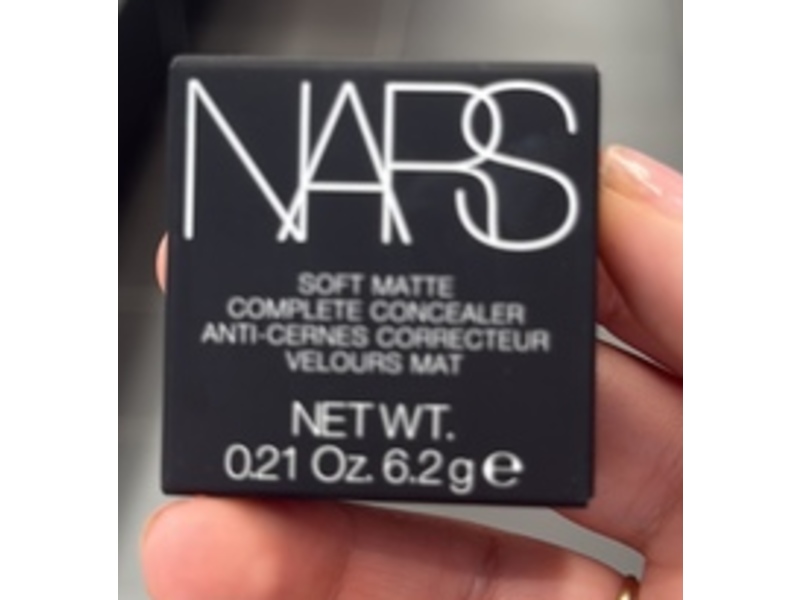 NARS
SOFT MATTE
COMPLETE CONCEALER
ANTI-CERNES CORRECTEUR
VELOURS MAT
NET WT.
0.21 Oz. 6.2 g ℮